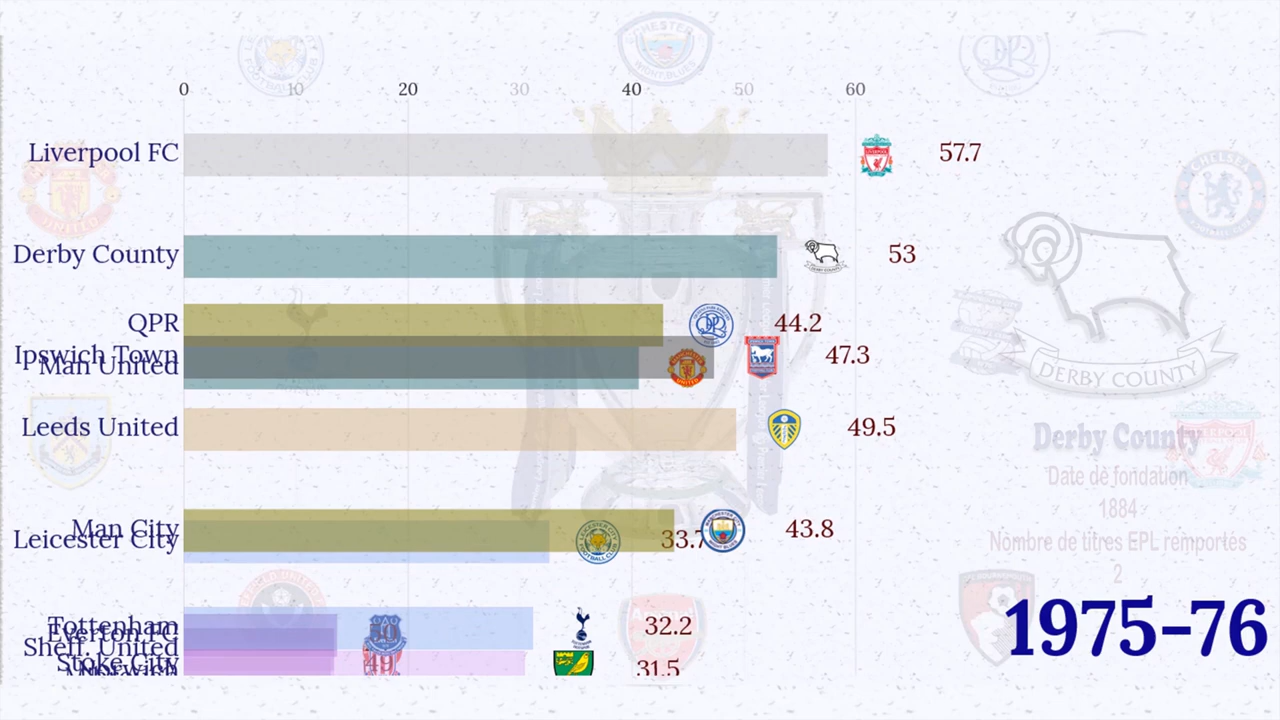 0 10 20 30 40 50 60
Liverpool FC 57.7
Derby County 53
QPR 44.2
Ipswich Town 47.3
Man United
Leeds United 49.5
Man City 43.8
Leicester City 33.7
Tottenham 32.2
Everton FC
Sheff. United
Stoke City 49
Norwich 31.5
DERBY COUNTY
Derby County
Date de fondation
1884
Nombre de titres EPL remportés
2
1975-76